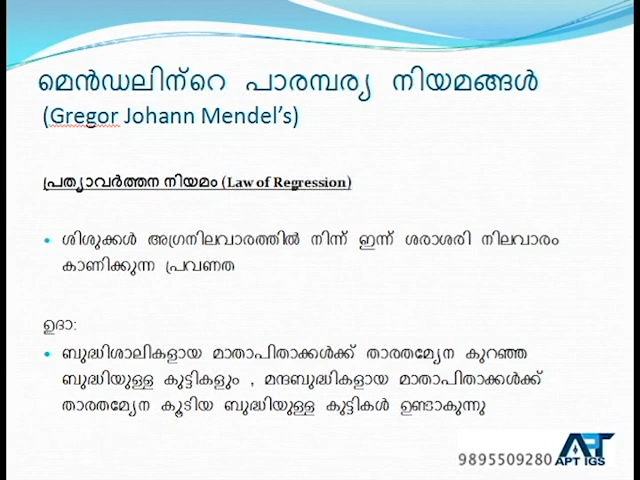 മെൻഡലിന്റെ പാരമ്പര്യ നിയമങ്ങൾ
(Gregor Johann Mendel's)
പ്രത്യാവർത്തന നിയമം (Law of Regression)
• ശിശുക്കൾ അഗ്രനിലവാരത്തിൽ നിന്ന് ഇന്ന് ശരാശരി നിലവാരം
കാണിക്കുന്ന പ്രവണത
ഉദാ:
• ബുദ്ധിശാലികളായ മാതാപിതാക്കൾക്ക് താരതമ്യേന കുറഞ്ഞ
ബുദ്ധിയുള്ള കുട്ടികളും , മന്ദബുദ്ധികളായ മാതാപിതാക്കൾക്ക്
താരതമ്യേന കൂടിയ ബുദ്ധിയുള്ള കുട്ടികൾ ഉണ്ടാകുന്നു
APT
9895509280 APT IGS